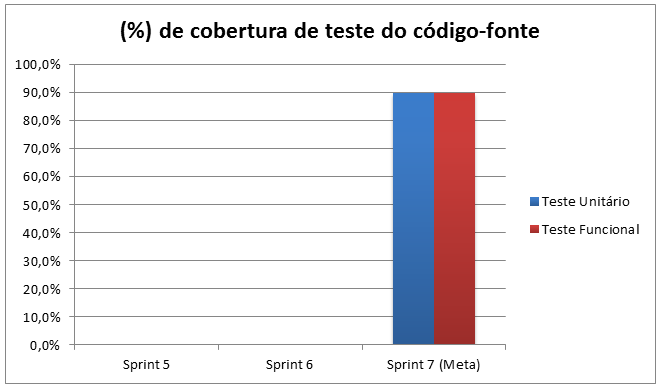 (%) de cobertura de teste do código-fonte
100,0%
90,0%
80,0%
70,0%
60,0%
50,0%
40,0%
30,0%
20,0%
10,0%
0,0%
Sprint 5
Sprint 6
Sprint 7 (Meta)
Teste Unitário
Teste Funcional